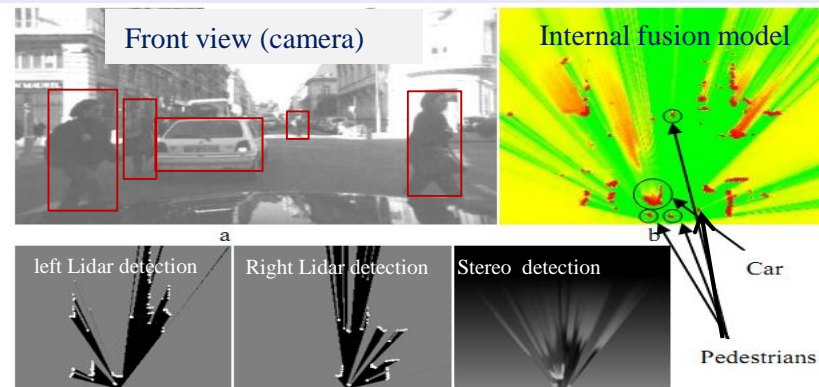 Front view (camera)
Internal fusion model
a
b
left Lidar detection
Right Lidar detection
Stereo  detection
Car
Pedestrians